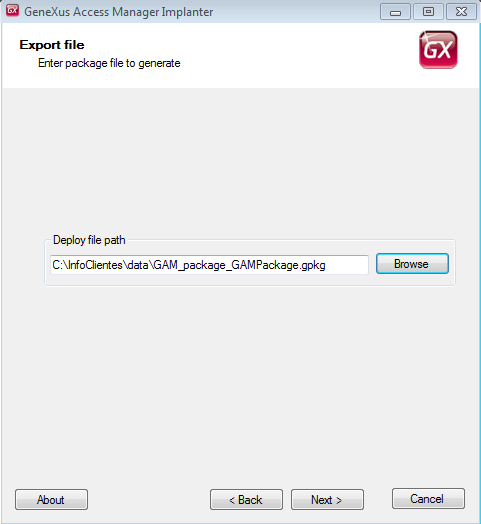 GX GeneXus Access Manager Implanter
Export file
Enter package file to generate
GX
Deploy file path
C:\InfoClientes\data\GAM_package_GAMPackage.gpkg
Browse
About
< Back
Next >
Cancel